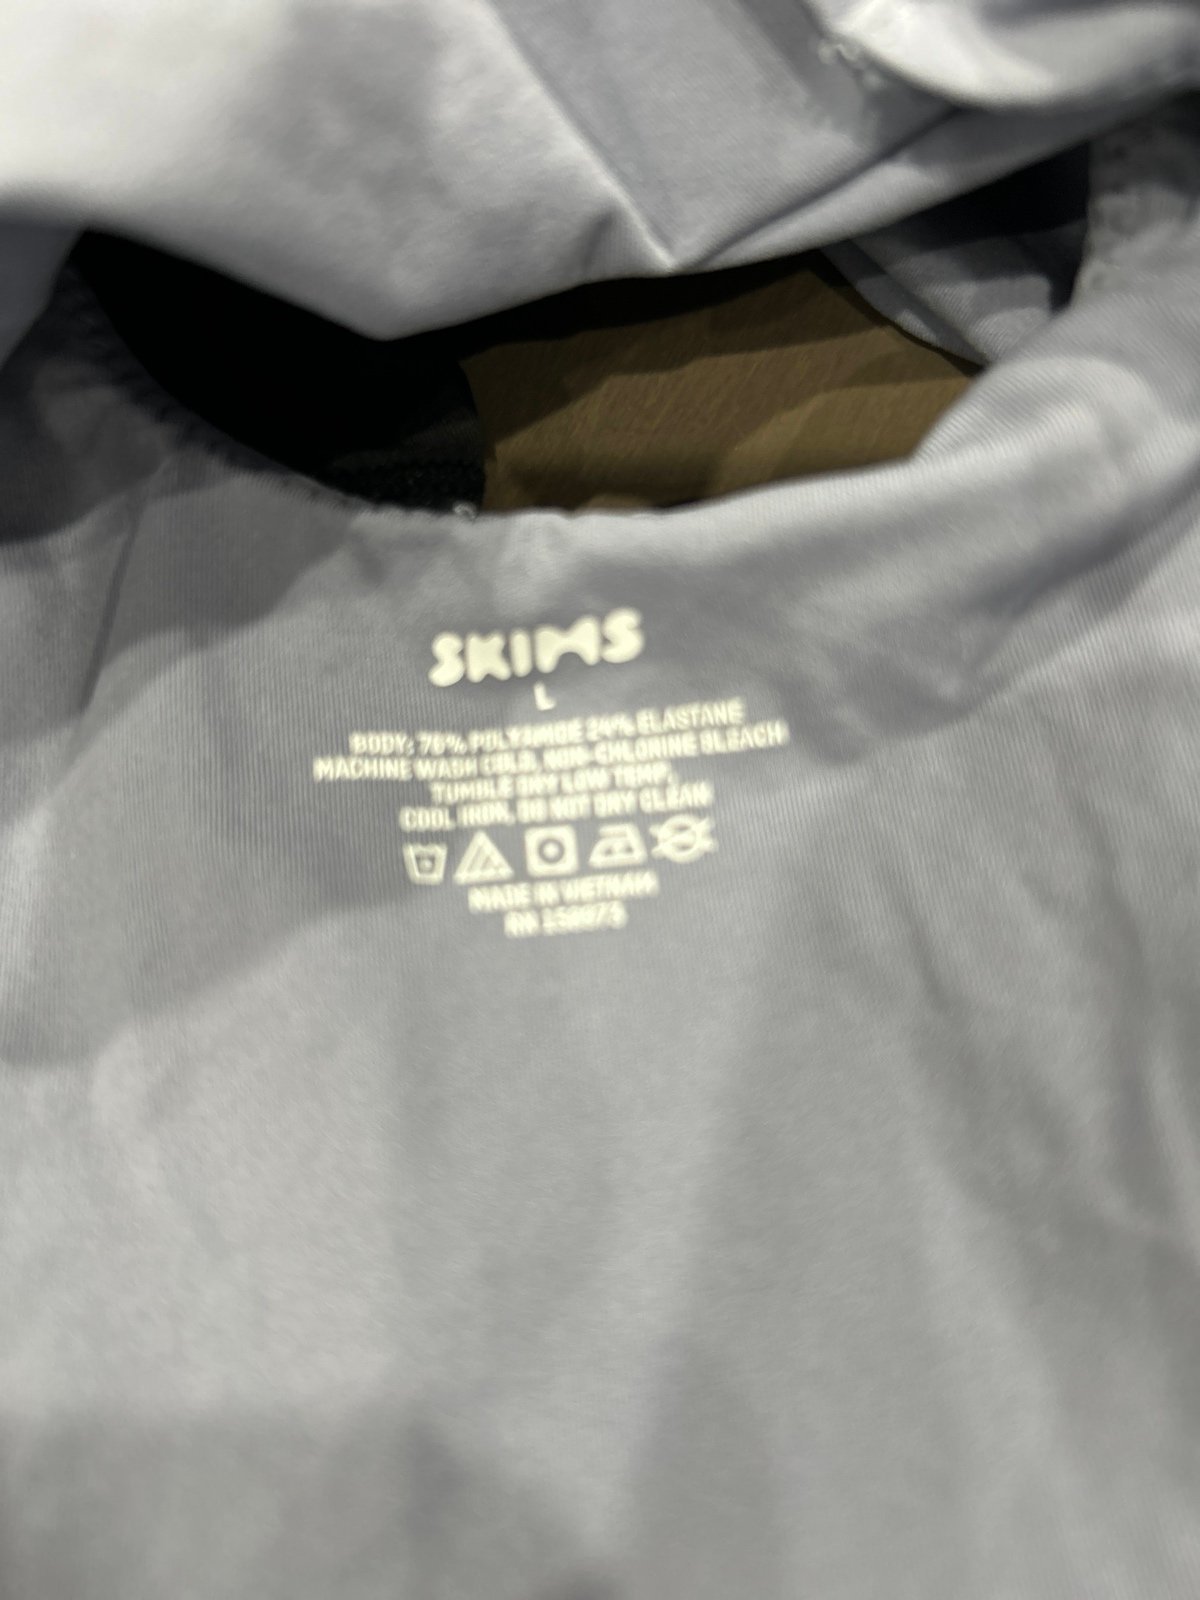 SKIMS
L
BODY: 76% POLYAMIDE 24% ELASTANE
MACHINE WASH COLD, NON-CHLORINE BLEACH
TUMBLE DRY LOW TEMP,
COOL IRON, DO NOT DRY CLEAN
MADE IN VIETNAM
RN